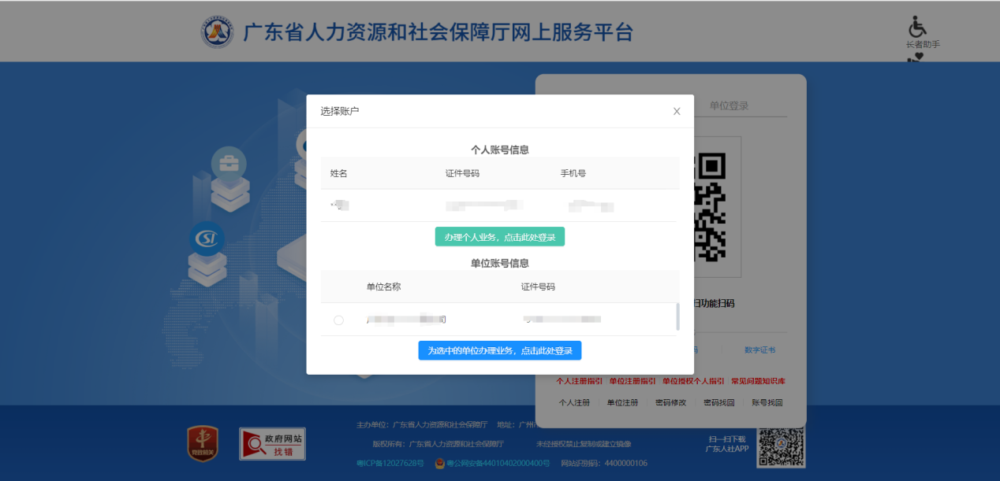 广东省人力资源和社会保障厅网上服务平台
长者助手
单位登录
选择账户
个人账号信息
姓名 证件号码 手机号
办理个人业务，点击此处登录
单位账号信息
单位名称 证件号码
司
为选中的单位办理业务，点击此处登录
扫功能扫码
码 数字证书
个人注册指引 单位注册指引 单位授权个人指引 常见问题知识库
个人注册 单位注册 密码修改 密码找回 账号找回
主办单位：广东省人力资源和社会保障厅 地址：广州
版权所有：广东省人力资源和社会保障厅 未经授权禁止复制或建立镜像
粤ICP备12027628号 粤公网安备44010402000400号 网站识别码：4400000106
党政机关
政府网站
找错
扫一扫下载
广东人社APP